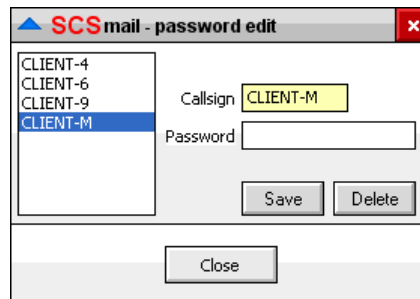 SCS mail - password edit
CLIENT-4
CLIENT-6
CLIENT-9
CLIENT-M
Callsign CLIENT-M
Password
Save Delete
Close